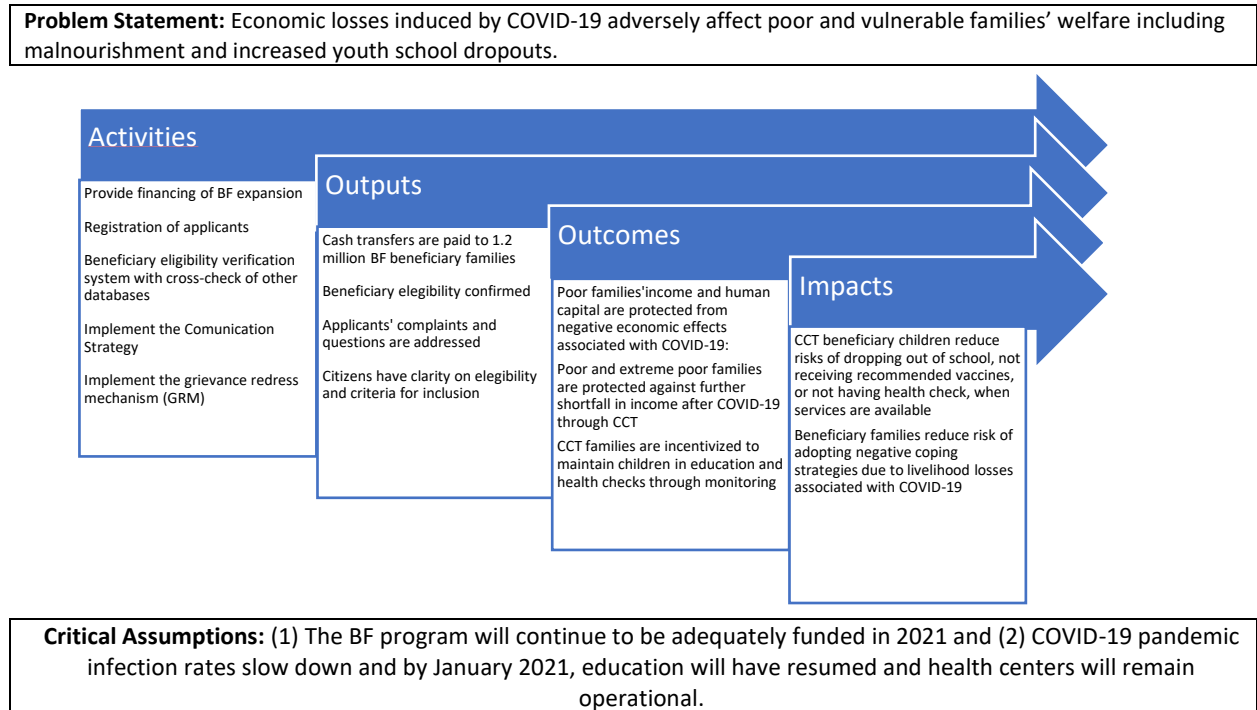 Problem Statement: Economic losses induced by COVID-19 adversely affect poor and vulnerable families’ welfare including
malnourishment and increased youth school dropouts.
Activities
Provide financing of BF expansion
Registration of applicants
Beneficiary eligibility verification
system with cross-check of other
databases
Implement the Comunication
Strategy
Implement the grievance redress
mechanism (GRM)
Outputs
Cash transfers are paid to 1.2
million BF beneficiary families
Beneficiary elegibility confirmed
Applicants' complaints and
questions are addressed
Citizens have clarity on elegibility
and criteria for inclusion
Outcomes
Poor families'income and human
capital are protected from
negative economic effects
associated with COVID-19:
Poor and extreme poor families
are protected against further
shortfall in income after COVID-19
through CCT
CCT families are incentivized to
maintain children in education and
health checks through monitoring
Impacts
CCT beneficiary children reduce
risks of dropping out of school, not
receiving recommended vaccines,
or not having health check, when
services are available
Beneficiary families reduce risk of
adopting negative coping
strategies due to livelihood losses
associated with COVID-19
Critical Assumptions: (1) The BF program will continue to be adequately funded in 2021 and (2) COVID-19 pandemic
infection rates slow down and by January 2021, education will have resumed and health centers will remain
operational.